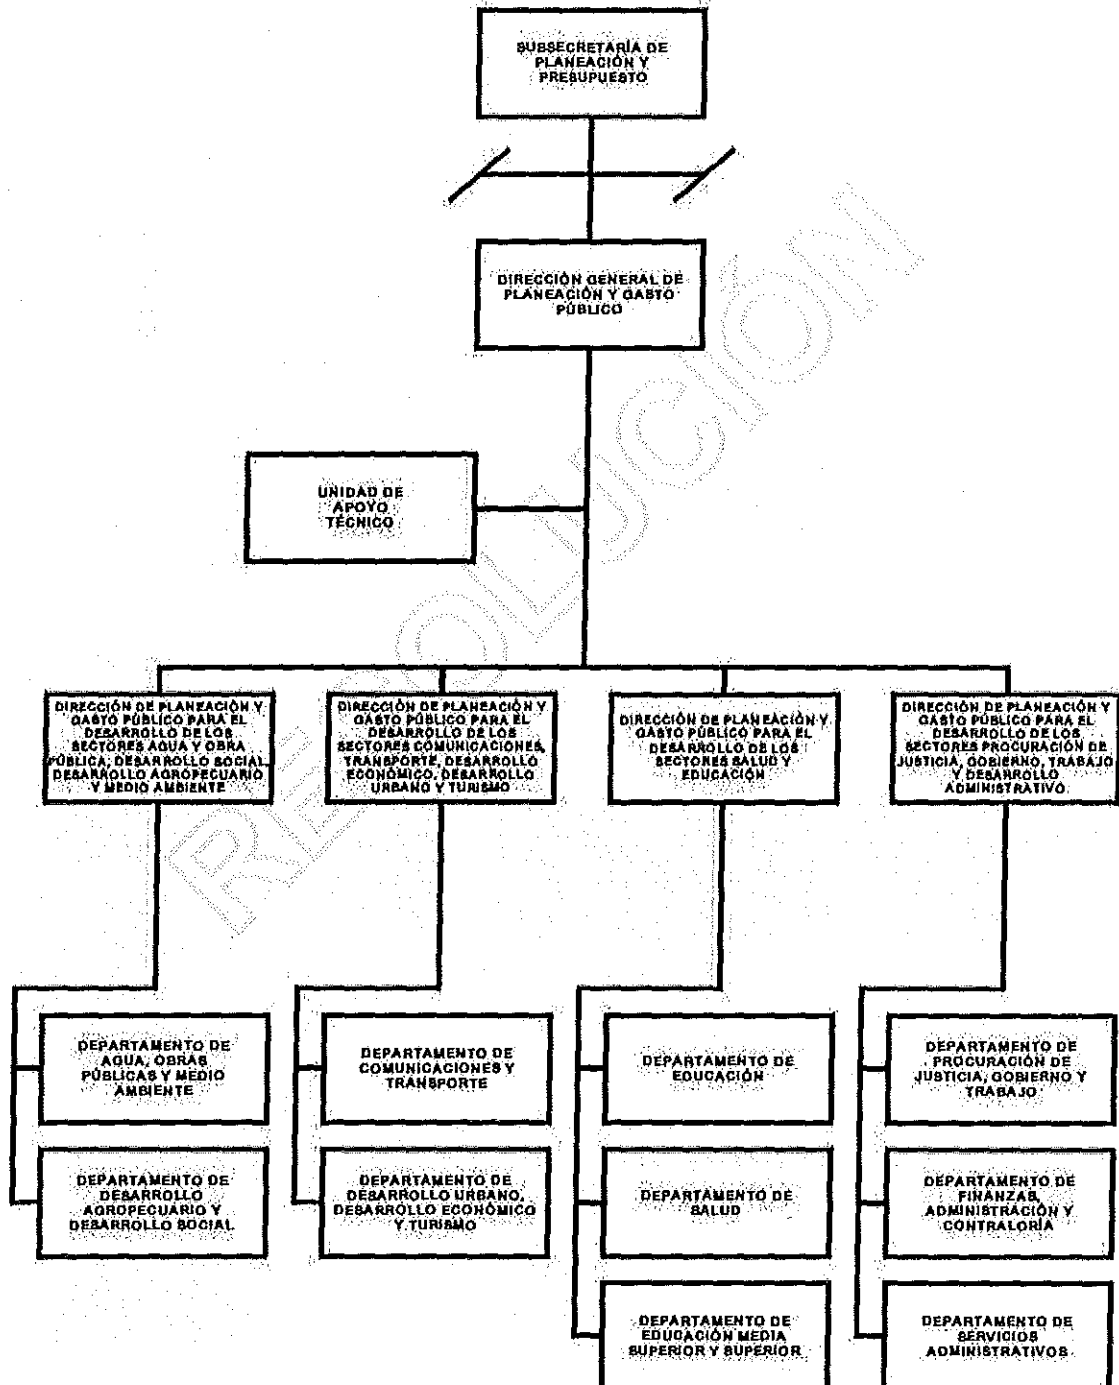 SUBSECRETARÍA DE
PLANEACIÓN Y
PRESUPUESTO
DIRECCIÓN GENERAL DE
PLANEACIÓN Y GASTO
PÚBLICO
UNIDAD DE
APOYO
TÉCNICO
DIRECCIÓN DE PLANEACIÓN Y
GASTO PÚBLICO PARA EL
DESARROLLO DE LOS
SECTORES AGUA Y OBRA
PÚBLICA, DESARROLLO SOCIAL,
DESARROLLO AGROPECUARIO
Y MEDIO AMBIENTE
DIRECCIÓN DE PLANEACIÓN Y
GASTO PÚBLICO PARA EL
DESARROLLO DE LOS
SECTORES COMUNICACIONES,
TRANSPORTE, DESARROLLO
ECONÓMICO, DESARROLLO
URBANO Y TURISMO
DIRECCIÓN DE PLANEACIÓN Y
GASTO PÚBLICO PARA EL
DESARROLLO DE LOS
SECTORES SALUD Y
EDUCACIÓN
DIRECCIÓN DE PLANEACIÓN Y
GASTO PÚBLICO PARA EL
DESARROLLO DE LOS
SECTORES PROCURACIÓN DE
JUSTICIA, GOBIERNO, TRABAJO
Y DESARROLLO
ADMINISTRATIVO
DEPARTAMENTO DE
AGUA, OBRAS
PÚBLICAS Y MEDIO
AMBIENTE
DEPARTAMENTO DE
DESARROLLO
AGROPECUARIO Y
DESARROLLO SOCIAL
DEPARTAMENTO DE
COMUNICACIONES Y
TRANSPORTE
DEPARTAMENTO DE
DESARROLLO URBANO,
DESARROLLO ECONÓMICO
Y TURISMO
DEPARTAMENTO DE
EDUCACIÓN
DEPARTAMENTO DE
SALUD
DEPARTAMENTO DE
EDUCACIÓN MEDIA
SUPERIOR Y SUPERIOR
DEPARTAMENTO DE
PROCURACIÓN DE
JUSTICIA, GOBIERNO Y
TRABAJO
DEPARTAMENTO DE
FINANZAS,
ADMINISTRACIÓN Y
CONTRALORÍA
DEPARTAMENTO DE
SERVICIOS
ADMINISTRATIVOS
RESOLUCIÓN